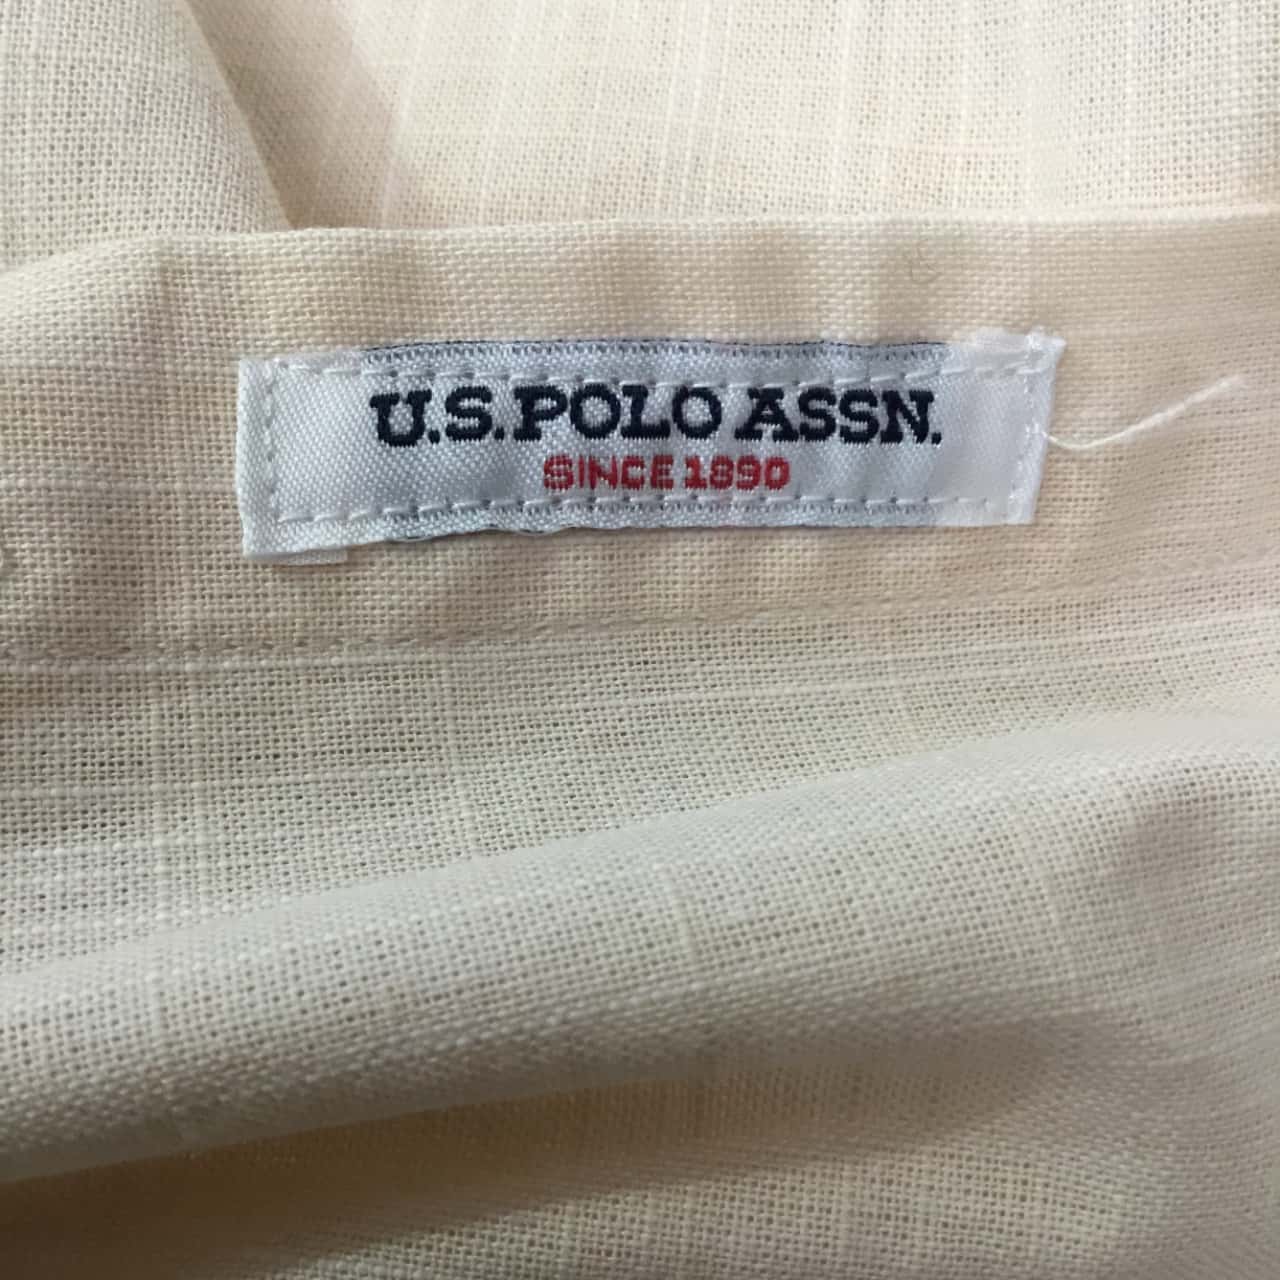 U.S. POLO ASSN.
SINCE 1890